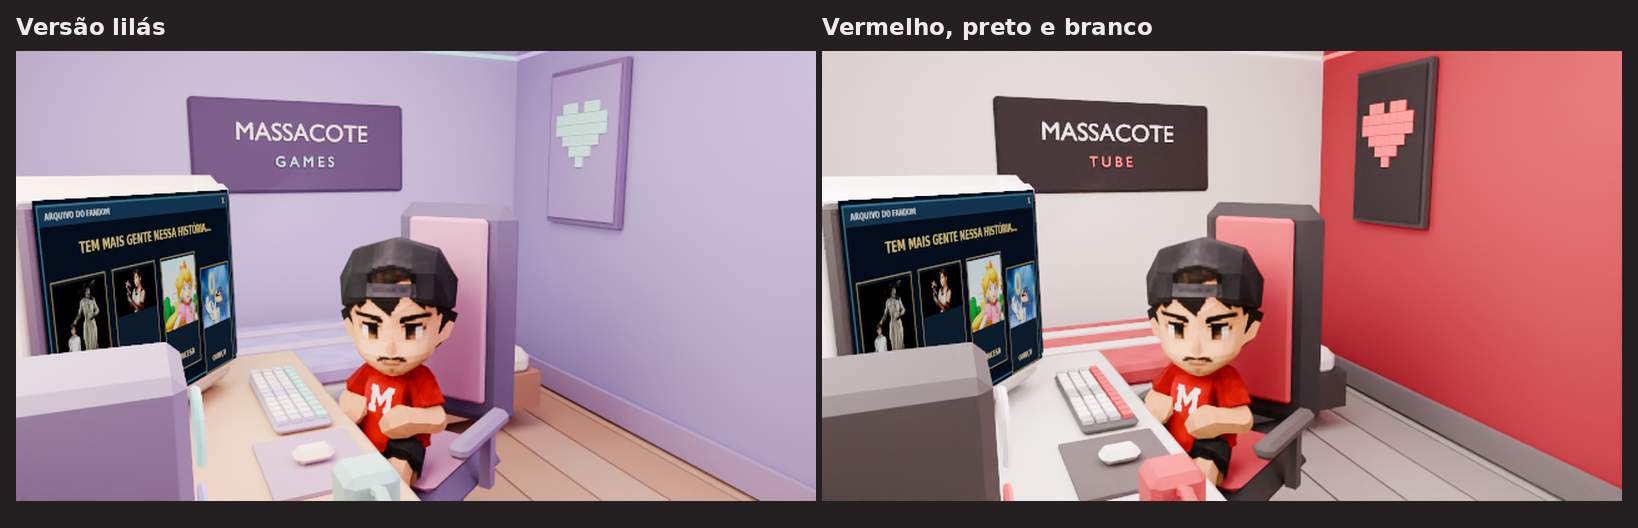 Versão lilás
MASSACOTE
GAMES
ARQUIVO DO FANDOM
X
TEM MAIS GENTE NESSA HISTÓRIA...
M
Vermelho, preto e branco
MASSACOTE
TUBE
ARQUIVO DO FANDOM
X
TEM MAIS GENTE NESSA HISTÓRIA...
M